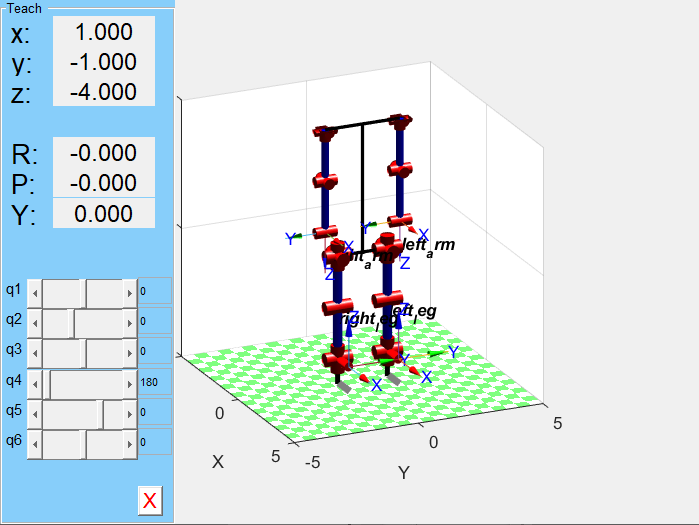 Teach
x: 1.000
y: -1.000
z: -4.000
R: -0.000
P: -0.000
Y: 0.000
q1 0
q2 0
q3 0
q4 180
q5 0
q6 0
X
Y X Y X
left_arm
Z Z
right_leg left_leg
Z
Y Y
X X
0
5
X
-5
0
5
Y